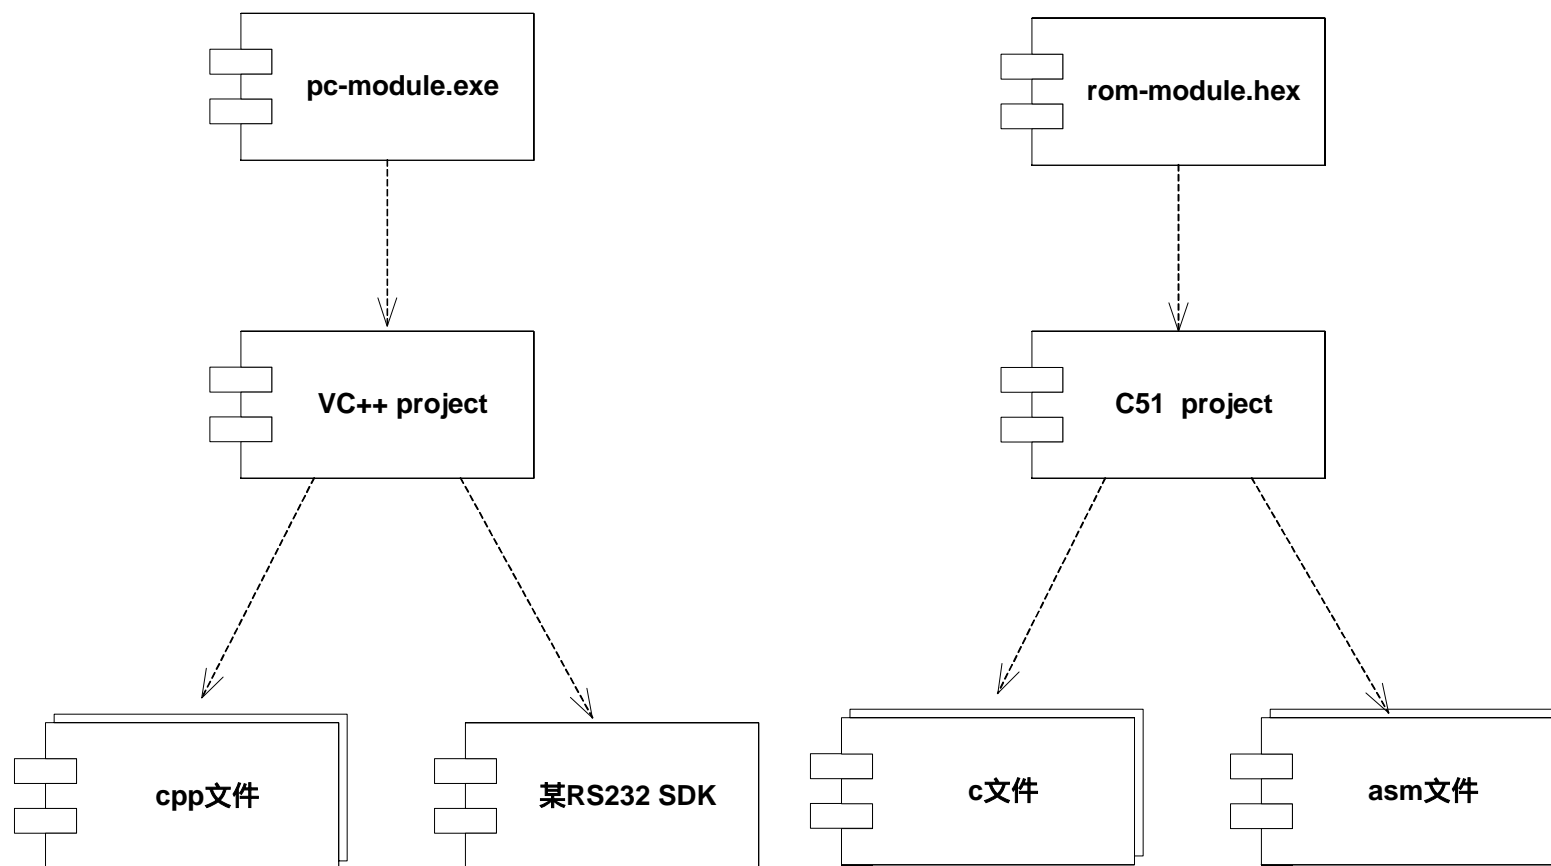 pc-module.exe
rom-module.hex
VC++ project
C51  project
cpp文件
某RS232 SDK
c文件
asm文件